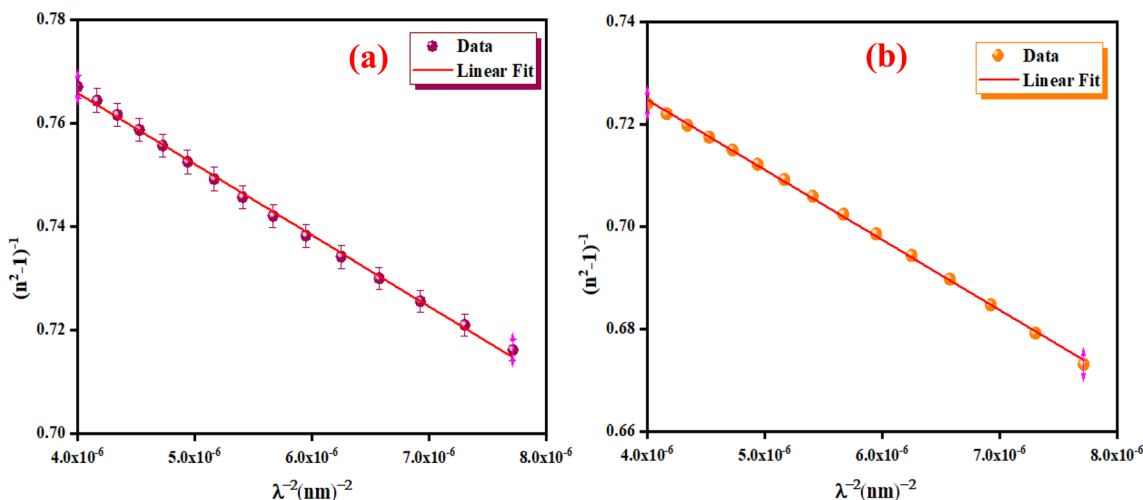 (a)
Data
Linear Fit
0.78
0.76
0.74
0.72
0.70
(n²-1)⁻¹
4.0x10⁻⁶ 5.0x10⁻⁶ 6.0x10⁻⁶ 7.0x10⁻⁶ 8.0x10⁻⁶
λ⁻²(nm)⁻²
(b)
Data
Linear Fit
0.74
0.72
0.70
0.68
0.66
(n²-1)⁻¹
4.0x10⁻⁶ 5.0x10⁻⁶ 6.0x10⁻⁶ 7.0x10⁻⁶ 8.0x10⁻⁶
λ⁻²(nm)⁻²